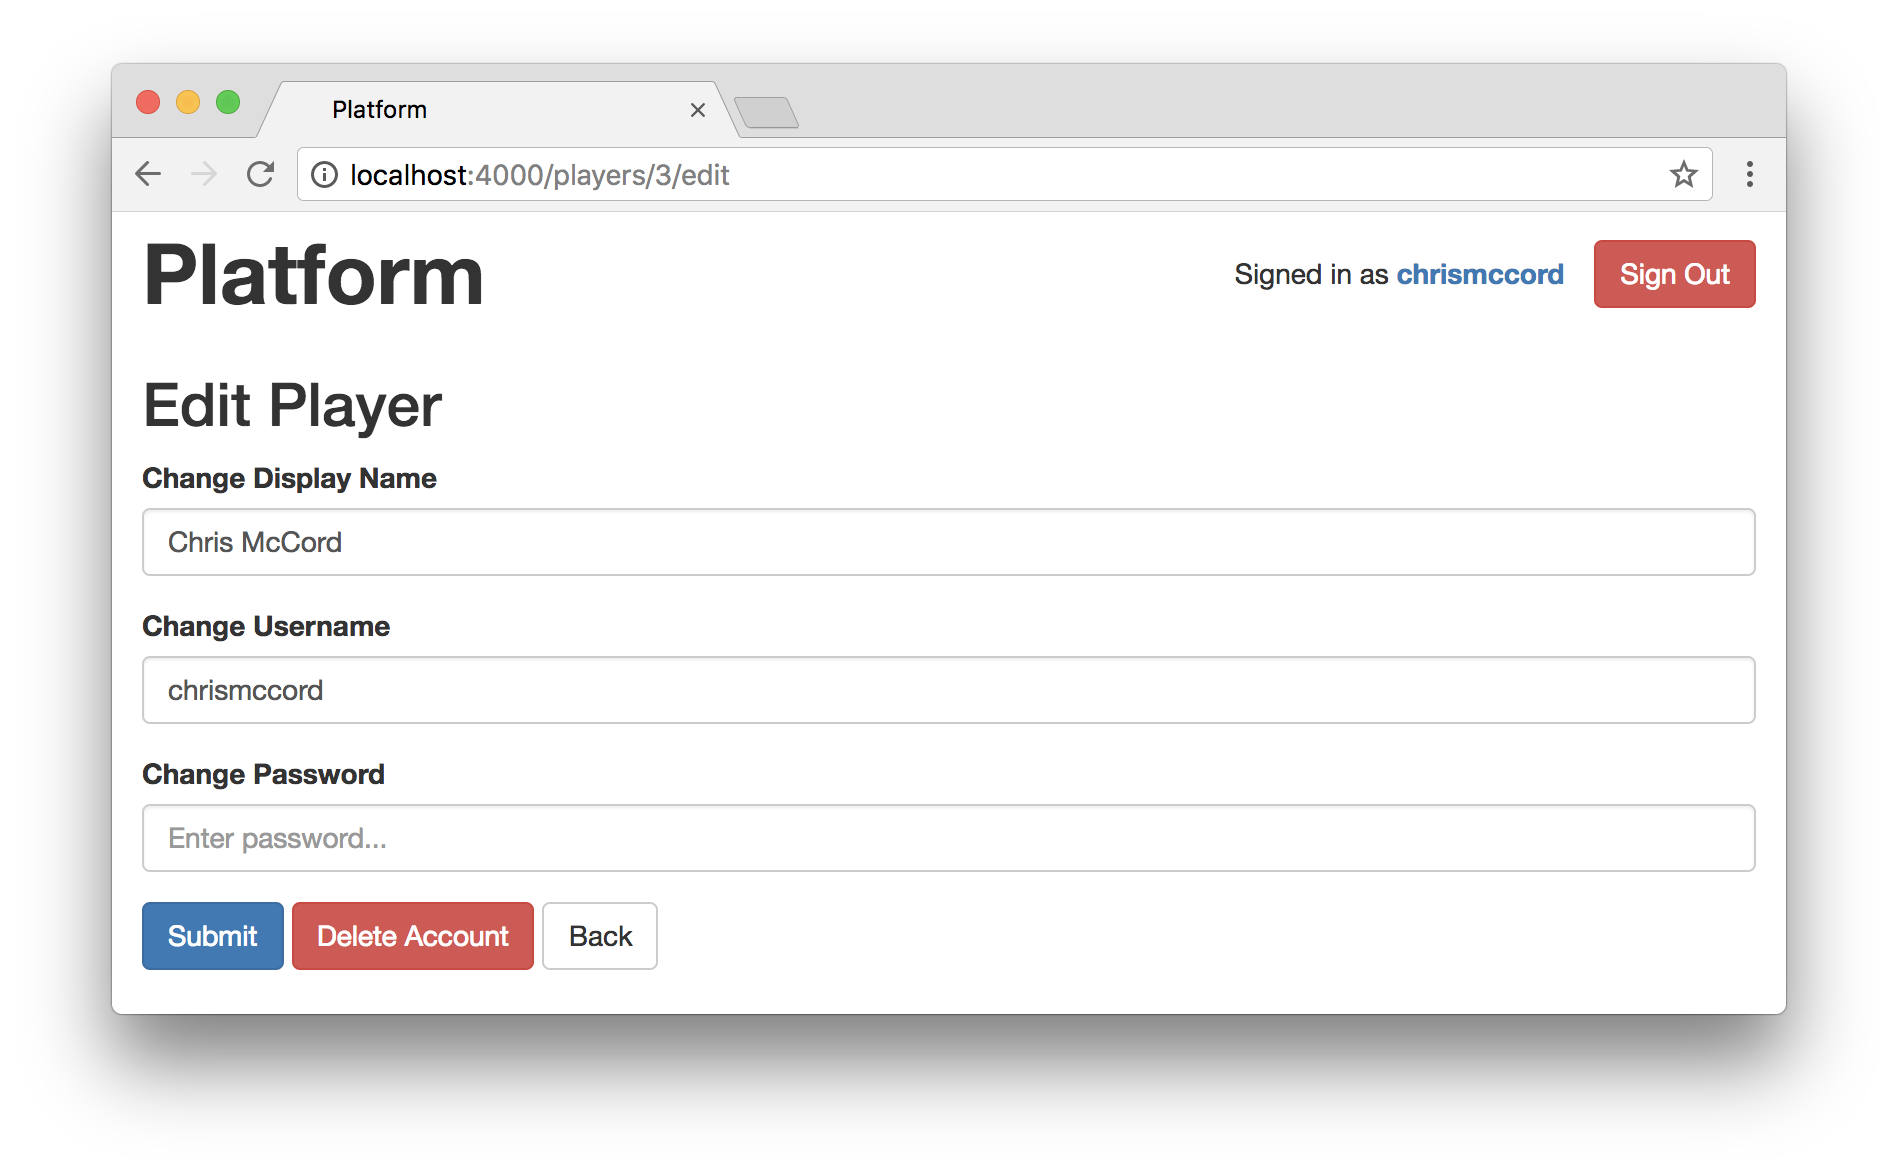 Platform
localhost:4000/players/3/edit
Platform
Signed in as chrismccord
Sign Out
Edit Player
Change Display Name
Chris McCord
Change Username
chrismccord
Change Password
Enter password...
Submit
Delete Account
Back